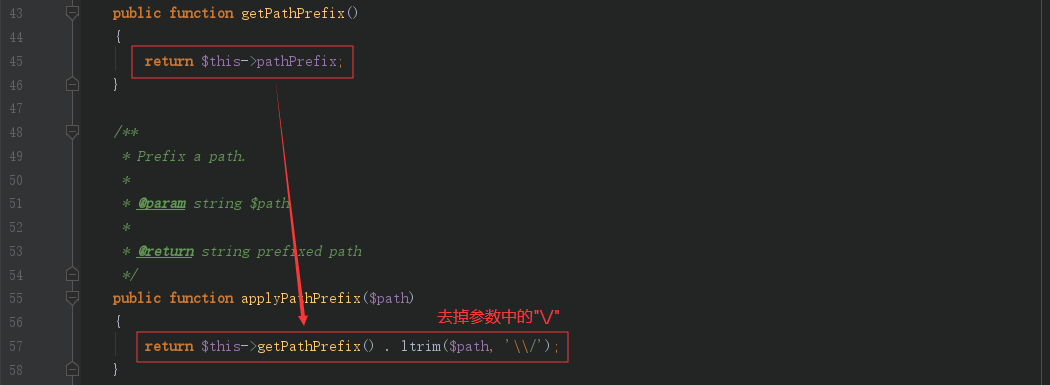 43 public function getPathPrefix()
44 {
45 return $this->pathPrefix;
46 }
47
48 /**
49 * Prefix a path.
50 *
51 * @param string $path
52 *
53 * @return string prefixed path
54 */
55 public function applyPathPrefix($path)
去掉参数中的"\/"
56 {
57 return $this->getPathPrefix() . ltrim($path, '\\/');
58 }